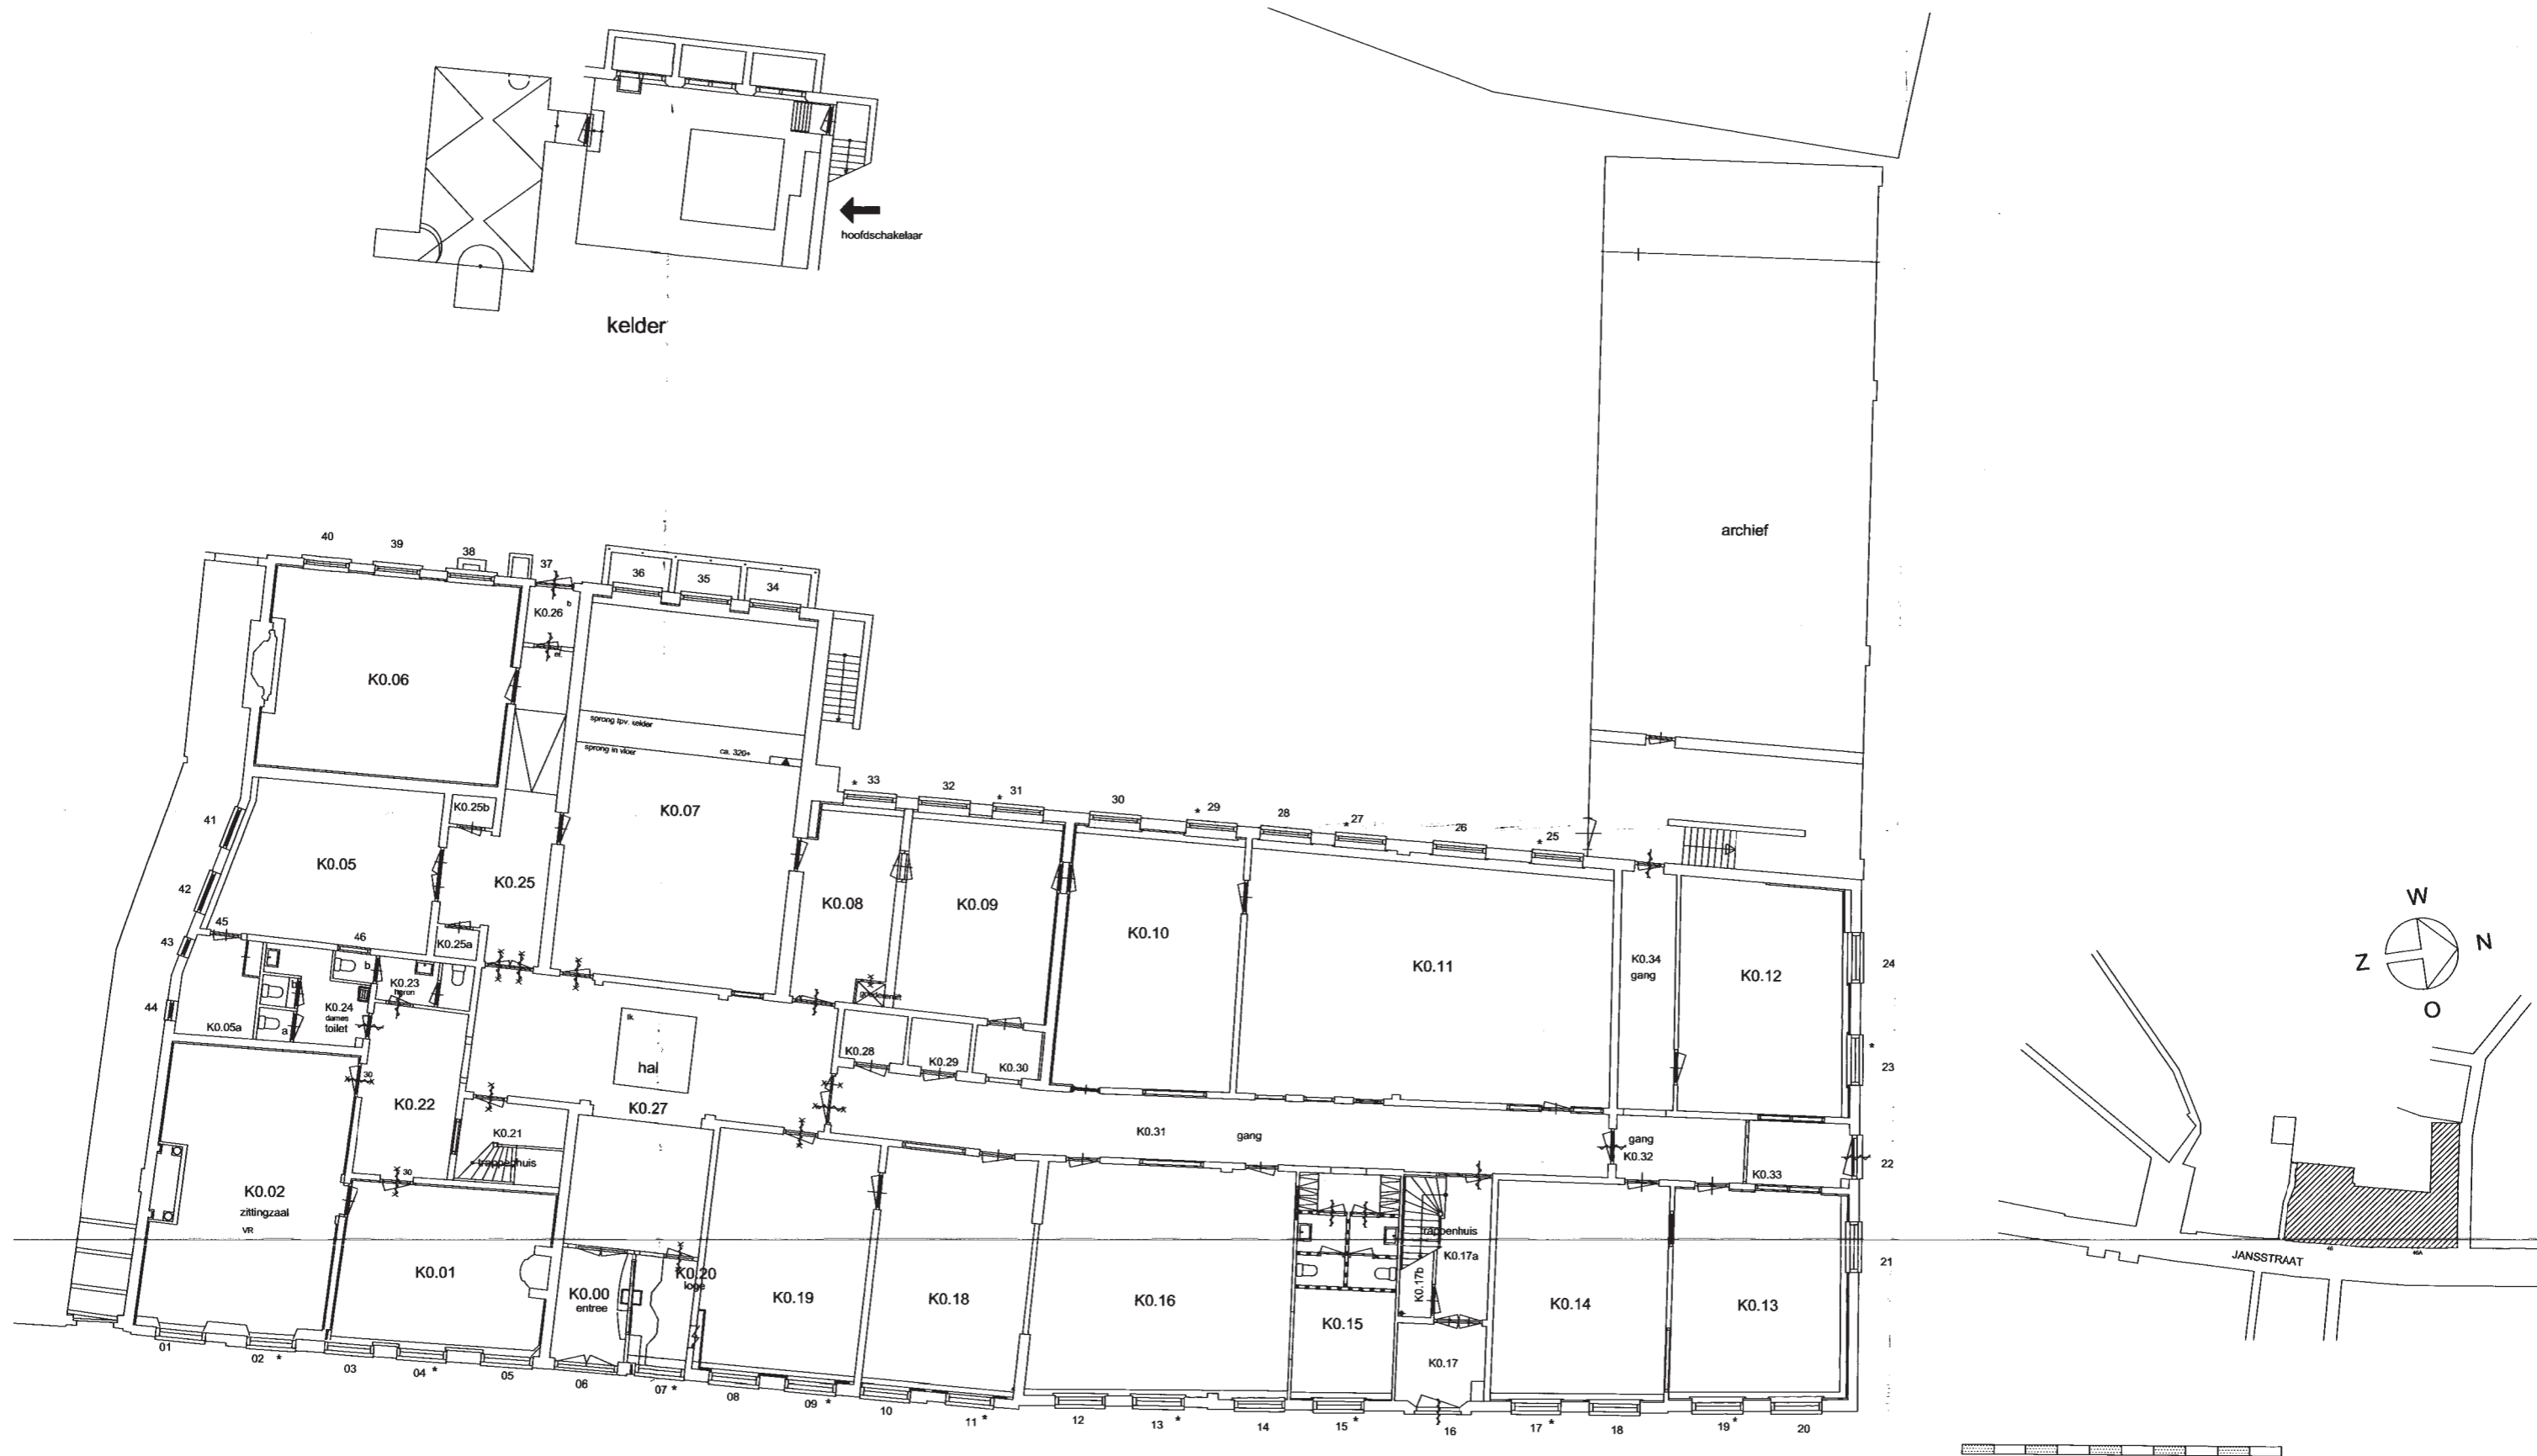 hoofdschakelaar
kelder
archief
40
39
38
37
36
35
34
K0.26
b
K0.06
sprong tpv. kelder
sprong in vloer
ca. 320+
* 33
32
* 31
30
* 29
28
* 27
26
* 25
K0.25b
K0.07
41
K0.05
K0.25
K0.08
K0.09
K0.10
K0.11
K0.34
gang
K0.12
42
45
43
46
K0.25a
b
K0.23
heren
24
44
K0.05a
K0.24
dames
toilet
b
a
hal
K0.28
K0.29
K0.30
23
*
30
K0.22
K0.27
K0.21
trappenhuis
K0.31
gang
gang
K0.32
K0.33
22
30
K0.02
zittingzaal
VR
K0.01
K0.00
entree
K0.20
loge
K0.19
K0.18
K0.16
K0.15
trappenhuis
K0.17a
K0.17b
K0.17
K0.14
K0.13
21
01
02 *
03
04 *
05
06
07 *
08
09 *
10
11 *
12
13 *
14
15 *
16
17 *
18
19 *
20
W
N
Z
O
46
46A
JANSSTRAAT